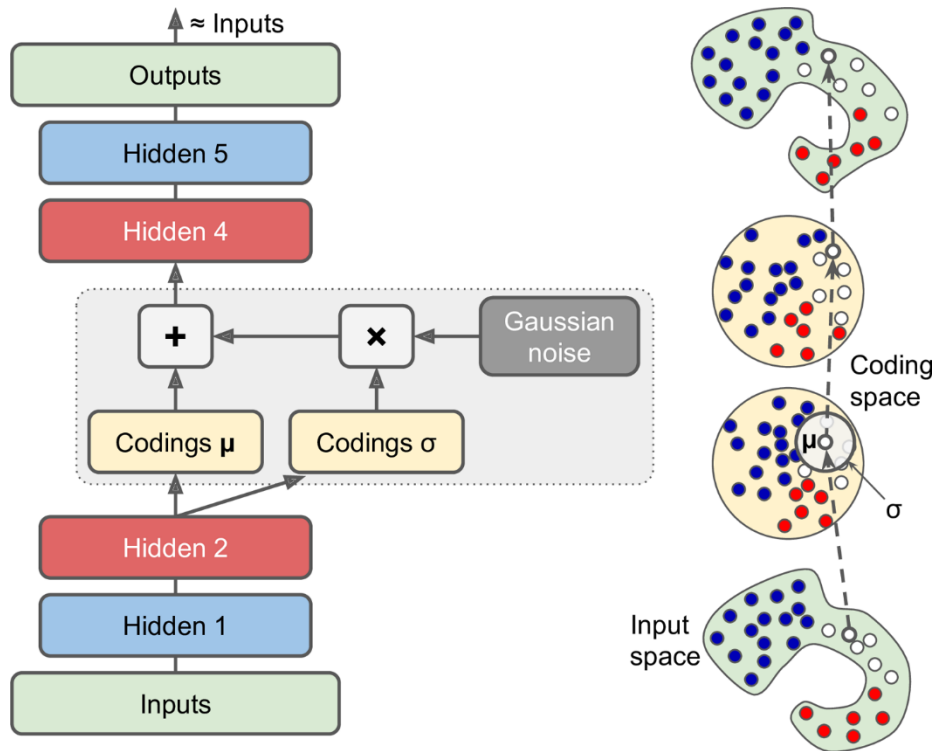 ≈ Inputs
Outputs
Hidden 5
Hidden 4
+
×
Gaussian
noise
Codings μ
Codings σ
Hidden 2
Hidden 1
Inputs
Coding
space
μ
σ
Input
space